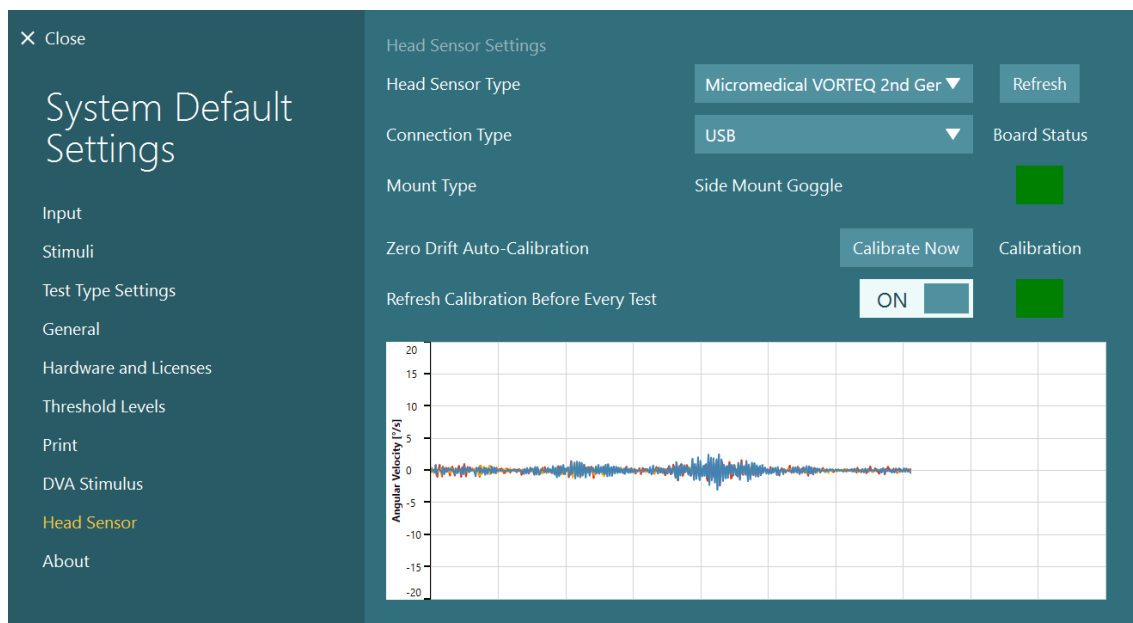 Close
System Default
Settings
Input
Stimuli
Test Type Settings
General
Hardware and Licenses
Threshold Levels
Print
DVA Stimulus
Head Sensor
About
Head Sensor Settings
Head Sensor Type
Micromedical VORTEQ 2nd Ger
Refresh
Connection Type
USB
Board Status
Mount Type
Side Mount Goggle
Zero Drift Auto-Calibration
Calibrate Now
Calibration
Refresh Calibration Before Every Test
ON
Angular Velocity [°/s]
20
15
10
5
0
-5
-10
-15
-20